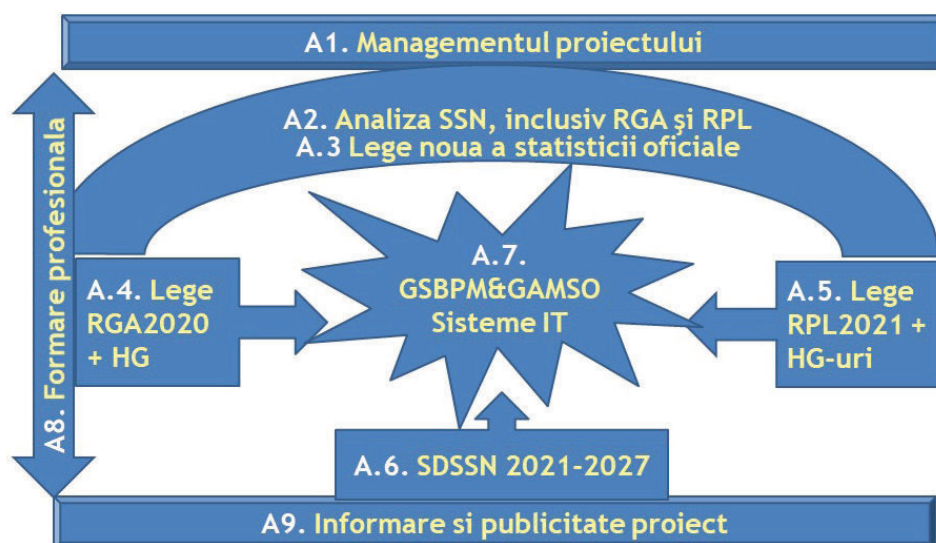 A1. Managementul proiectului
A2. Analiza SSN, inclusiv RGA şi RPL
A.3 Lege noua a statisticii oficiale
A8. Formare profesionala
A.4. Lege
RGA2020
+ HG
A.7.
GSBPM&GAMSO
Sisteme IT
A.5. Lege
RPL2021 +
HG-uri
A.6. SDSSN 2021-2027
A9. Informare si publicitate proiect